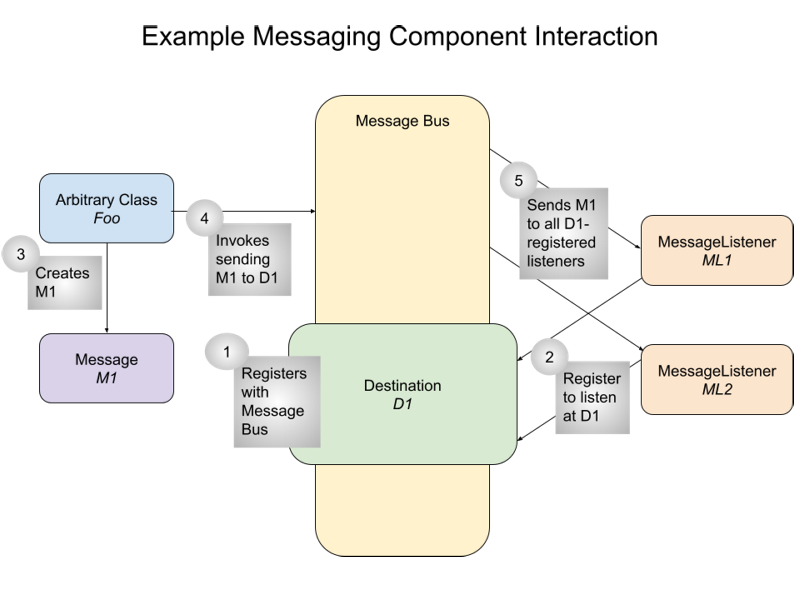 Example Messaging Component Interaction
Message Bus
Arbitrary Class
Foo
3
Creates
M1
Message
M1
4
Invokes
sending
M1 to D1
1
Registers
with
Message
Bus
Destination
D1
5
Sends M1
to all D1-
registered
listeners
2
Register
to listen
at D1
MessageListener
ML1
MessageListener
ML2